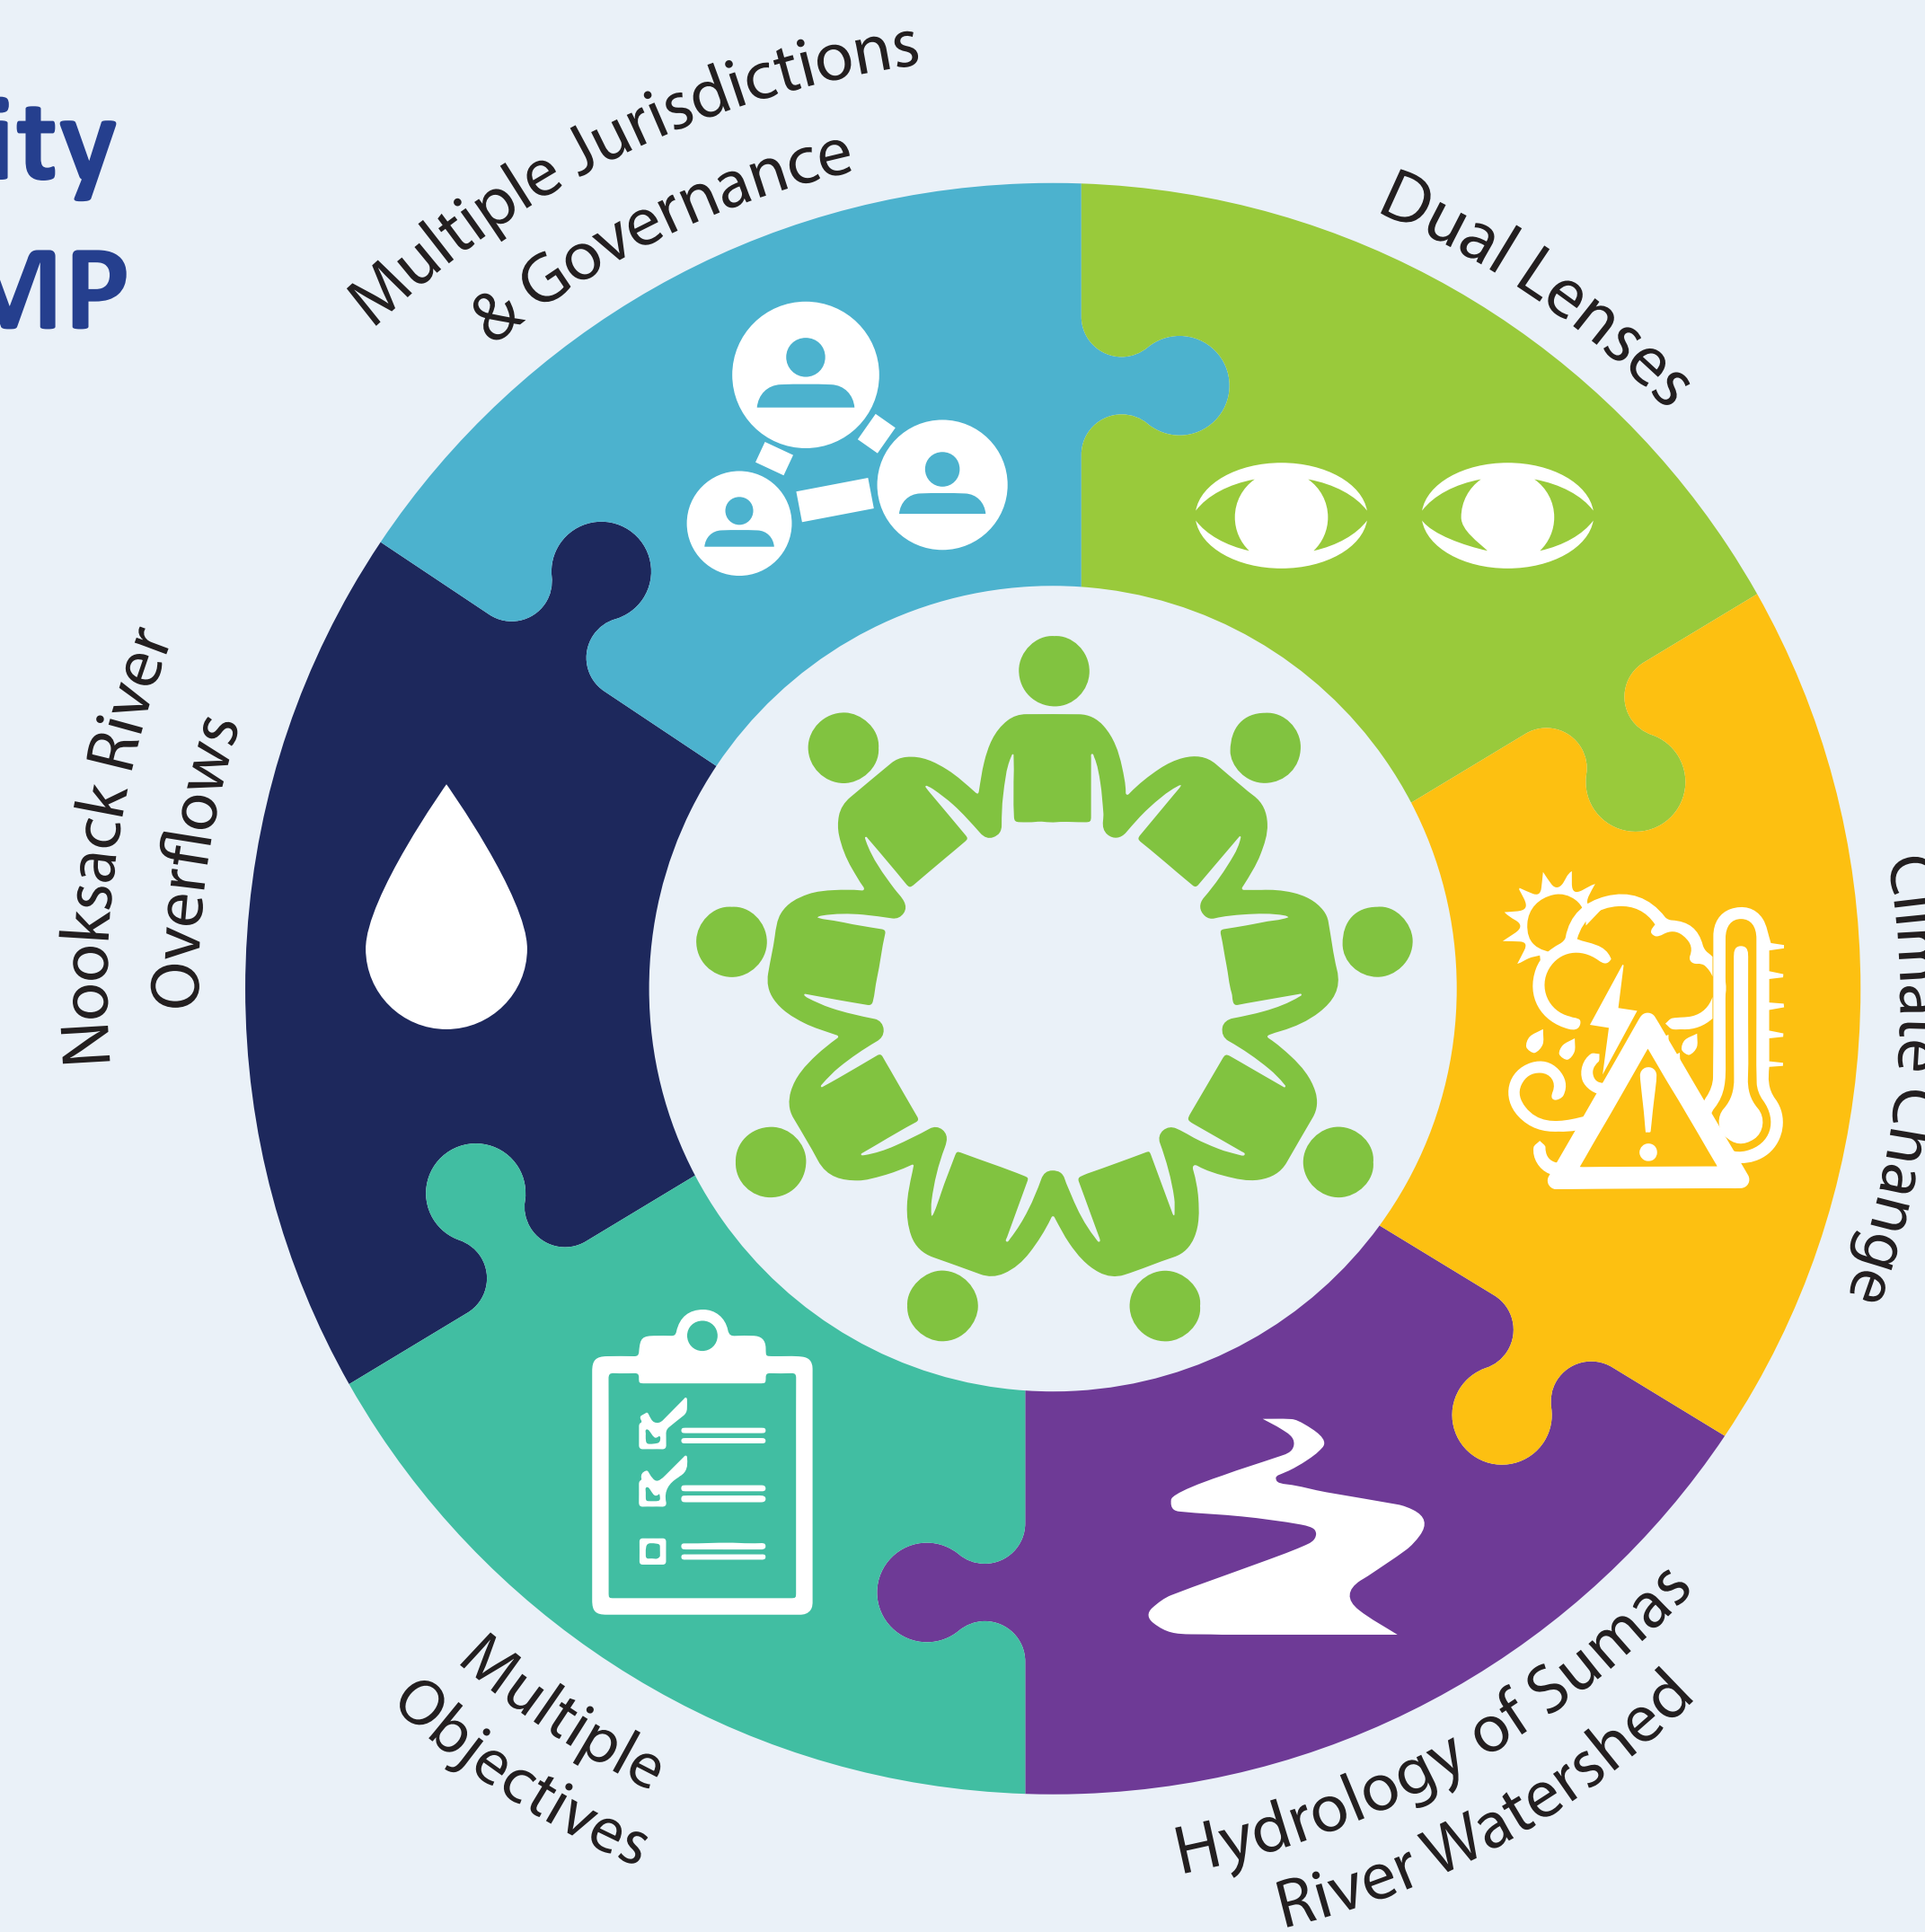 ity
MP
Multiple Jurisdictions
& Governance
Dual Lenses
Climate Change
Hydrology of Sumas
River Watershed
Multiple
Objectives
Nooksack River
Overflows